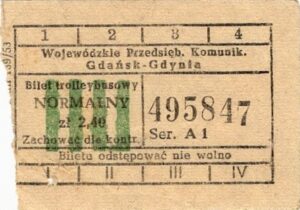 1 2 3 4
Wojewódzkie Przedsięb. Komunik.
Gdańsk-Gdynia
Bilet trolleybusowy
NORMALNY
zł 2,40
Zachować dla kontr.
495847
Ser. A 1
Biletu odstępować nie wolno
I II III IV